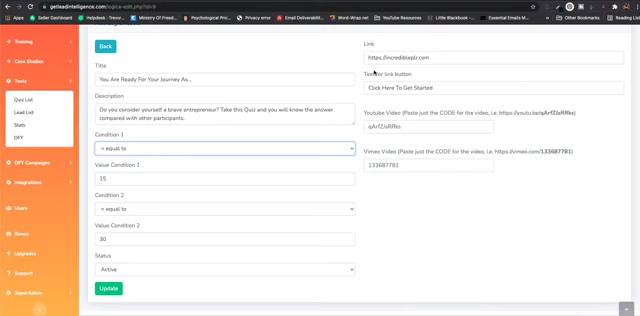 getleadintelligence.com/logica-edit.php?id=8
Apps
Seller Dashboard
Helpdesk : Trevor...
Ministry Of Freed...
Psychological Pric...
Privacy error
Email Deliverabilit...
Word-Wrap.net
YouTube Resources
Little Blackbook -...
Essential Emails M...
Other Bookmarks
Reading List
Training
Case Studies
Tools
Quiz List
Lead List
Stats
DFY
DFY Campaigns
Integrations
Users
Bonus
Upgrades
Support
SuperAdmin
Back
Title
You Are Ready For Your Journey As...
Description
Do you consider yourself a brave entrepreneur? Take this Quiz and you will know the answer
compared with other participants.
Condition 1
= equal to
Value Condition 1
15
Condition 2
= equal to
Value Condition 2
30
Status
Active
Update
Link
https://incredibleplr.com
Text for link button
Click Here To Get Started
Youtube Video (Paste just the CODE for the video, i.e. https://youtu.be/qArfZJsRRks)
qArfZJsRRks
Vimeo Video (Paste just the CODE for the video, i.e. https://vimeo.com/133687781)
133687781